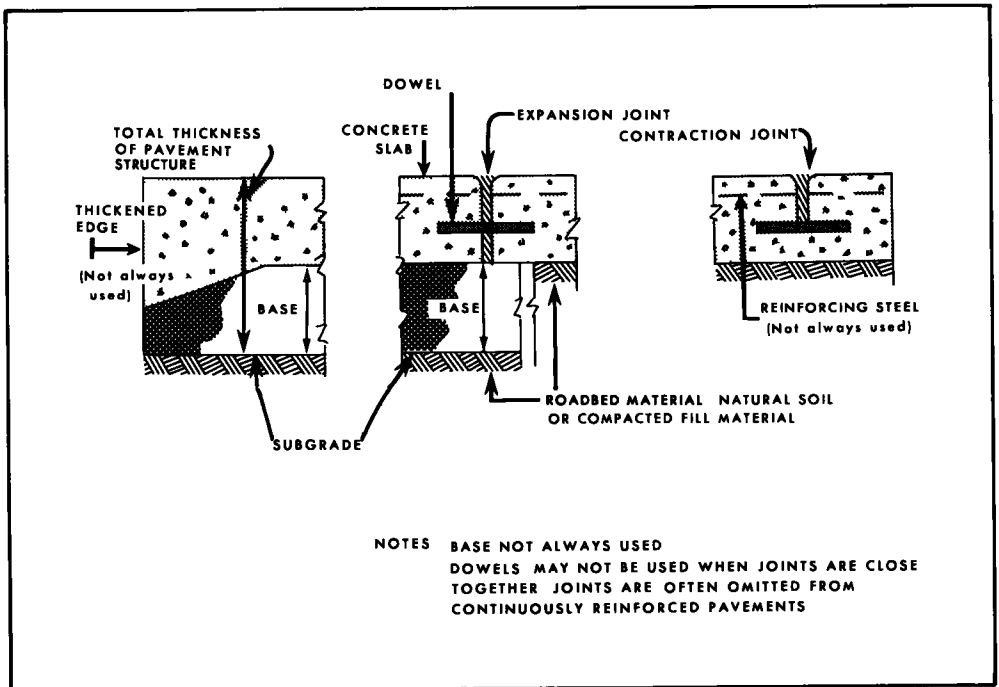 DOWEL
EXPANSION JOINT
CONTRACTION JOINT
CONCRETE
SLAB
TOTAL THICKNESS
OF PAVEMENT
STRUCTURE
THICKENED
EDGE
(Not always
used)
BASE
BASE
REINFORCING STEEL
(Not always used)
ROADBED MATERIAL NATURAL SOIL
OR COMPACTED FILL MATERIAL
SUBGRADE
NOTES BASE NOT ALWAYS USED
DOWELS MAY NOT BE USED WHEN JOINTS ARE CLOSE
TOGETHER JOINTS ARE OFTEN OMITTED FROM
CONTINUOUSLY REINFORCED PAVEMENTS